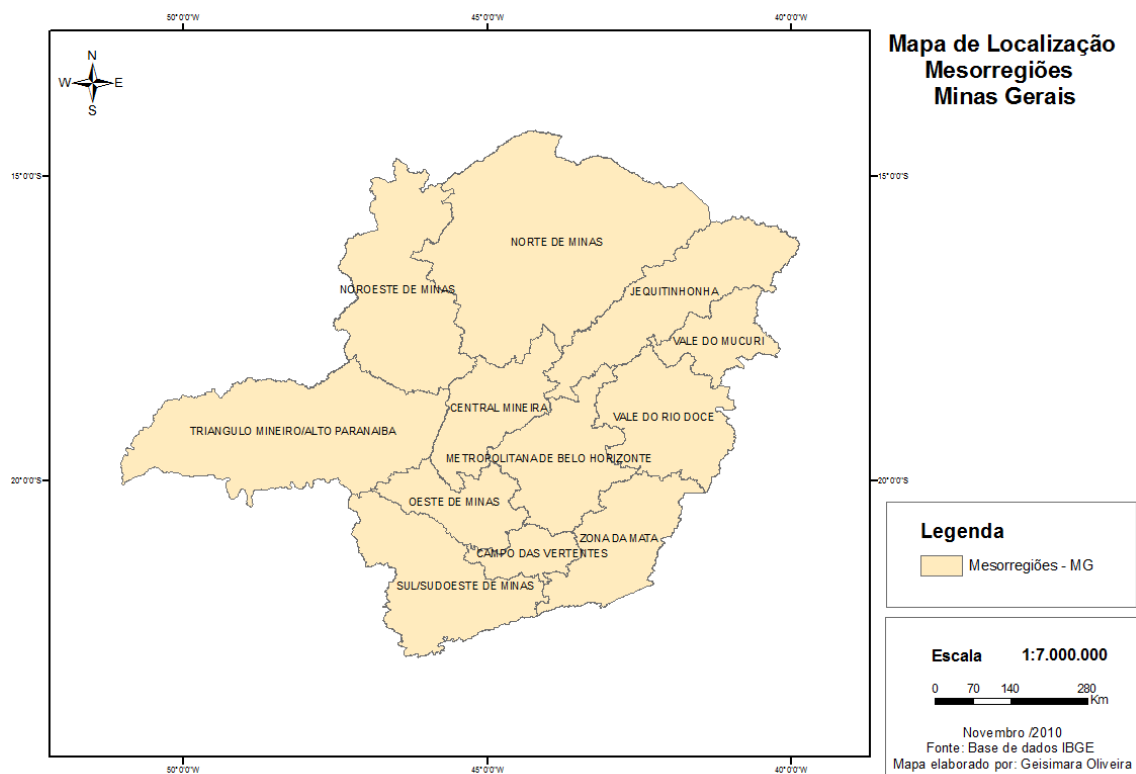 50°0'0"W
45°0'0"W
40°0'0"W
Mapa de Localização
Mesorregiões
Minas Gerais
N
W
E
S
15°0'0"S
15°0'0"S
NORTE DE MINAS
NOROESTE DE MINAS
JEQUITINHONHA
VALE DO MUCURI
CENTRAL MINEIRA
VALE DO RIO DOCE
TRIANGULO MINEIRO/ALTO PARANAIBA
METROPOLITANA DE BELO HORIZONTE
20°0'0"S
20°0'0"S
OESTE DE MINAS
ZONA DA MATA
CAMPO DAS VERTENTES
SUL/SUDOESTE DE MINAS
Legenda
Mesorregiões - MG
Escala 1:7.000.000
0 70 140 280
Km
Novembro /2010
Fonte: Base de dados IBGE
Mapa elaborado por: Geisimara Oliveira
50°0'0"W
45°0'0"W
40°0'0"W